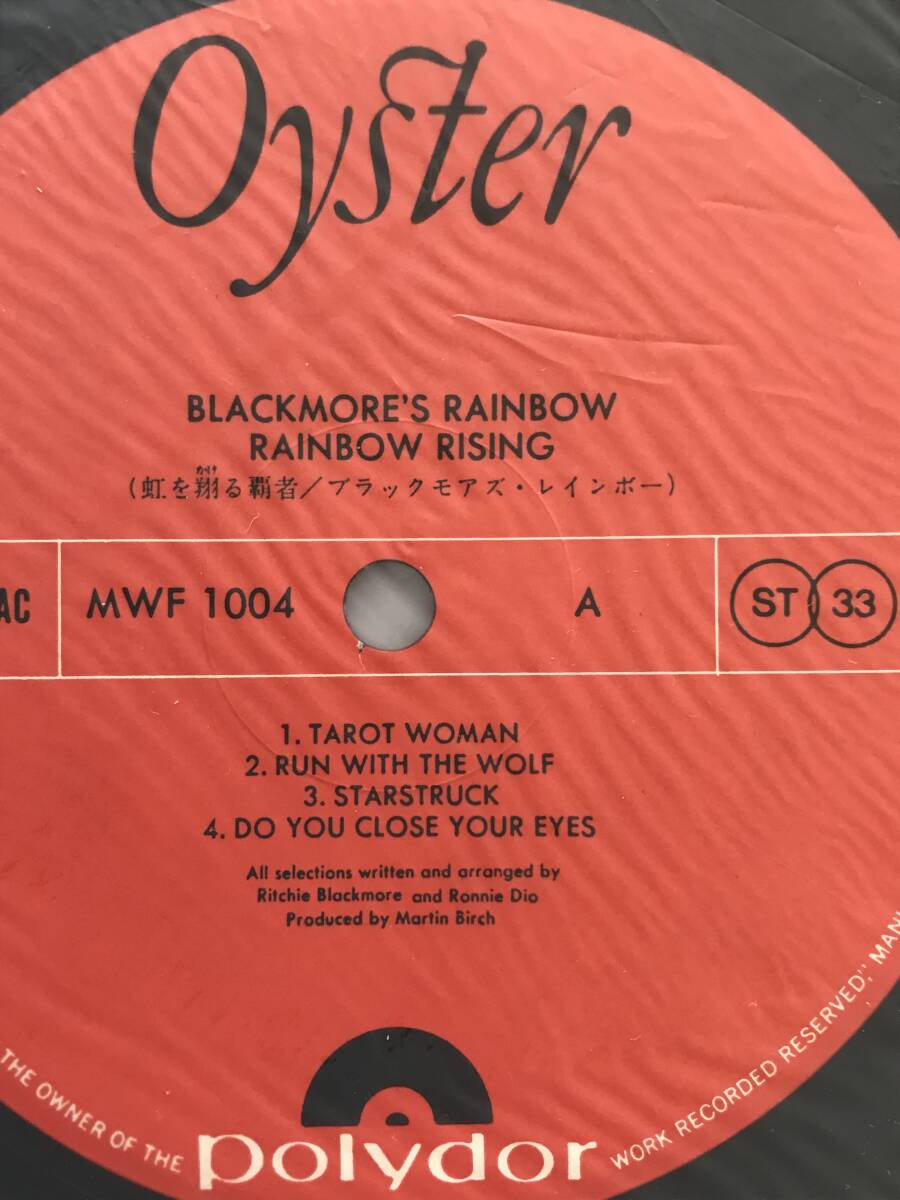 Oyster
BLACKMORE'S RAINBOW
RAINBOW RISING
かけ
(虹を翔る覇者/ブラックモアズ・レインボー)
AC
MWF 1004
A
ST 33
1. TAROT WOMAN
2. RUN WITH THE WOLF
3. STARSTRUCK
4. DO YOU CLOSE YOUR EYES
All selections written and arranged by
Ritchie Blackmore and Ronnie Dio
Produced by Martin Birch
THE OWNER OF THE
WORK RECORDED RESERVED," MAN
polydor